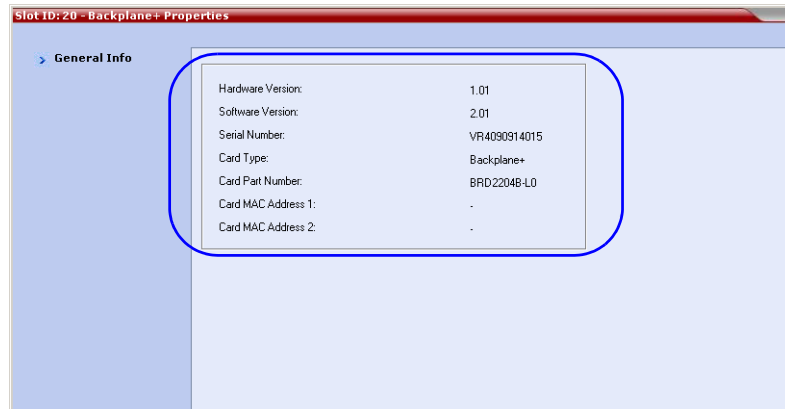 Slot ID: 20 - Backplane+ Properties
General Info
Hardware Version: 1.01
Software Version: 2.01
Serial Number: VR4090914015
Card Type: Backplane+
Card Part Number: BRD2204B-L0
Card MAC Address 1: -
Card MAC Address 2: -